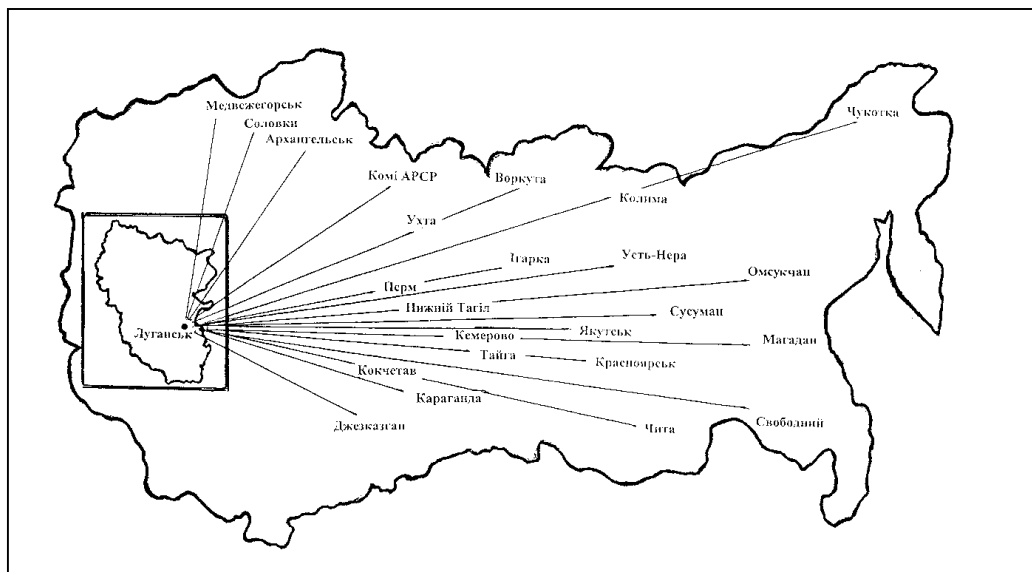 Медвежегорськ
Соловки
Архангельськ
Чукотка
Комі АРСР
Воркута
Колима
Ухта
Усть-Нера
Ігарка
Омсукчан
Перм
Нижній Тагіл
Сусуман
Луганськ
Якутськ
Кемерово
Магадан
Тайга
Красноярськ
Кокчетав
Караганда
Джезказган
Чита
Свободний